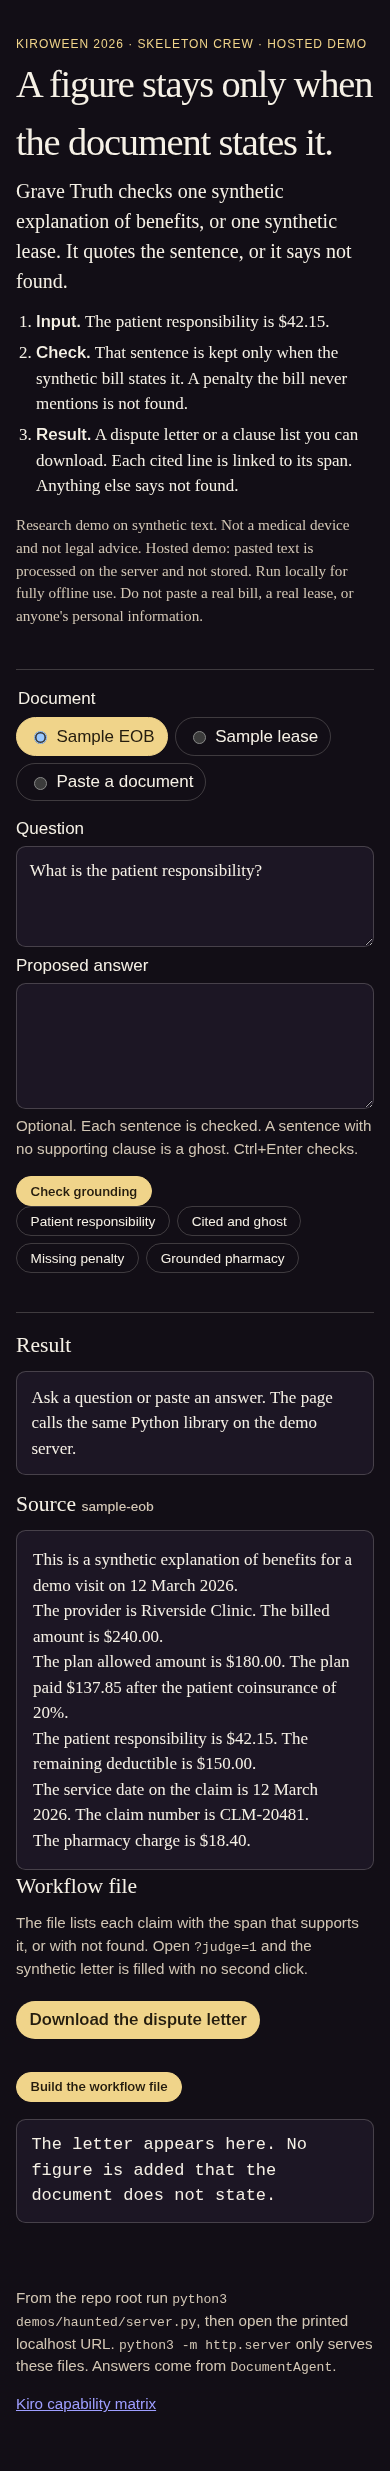 KIROWEEN 2026 · SKELETON CREW · HOSTED DEMO
A figure stays only when
the document states it.
Grave Truth checks one synthetic
explanation of benefits, or one synthetic
lease. It quotes the sentence, or it says not
found.
1. Input. The patient responsibility is $42.15.
2. Check. That sentence is kept only when the
synthetic bill states it. A penalty the bill never
mentions is not found.
3. Result. A dispute letter or a clause list you can
download. Each cited line is linked to its span.
Anything else says not found.
Research demo on synthetic text. Not a medical device
and not legal advice. Hosted demo: pasted text is
processed on the server and not stored. Run locally for
fully offline use. Do not paste a real bill, a real lease, or
anyone's personal information.
Document
Sample EOB
Sample lease
Paste a document
Question
What is the patient responsibility?
Proposed answer
Optional. Each sentence is checked. A sentence with
no supporting clause is a ghost. Ctrl+Enter checks.
Check grounding
Patient responsibility
Cited and ghost
Missing penalty
Grounded pharmacy
Result
Ask a question or paste an answer. The page
calls the same Python library on the demo
server.
Source sample-eob
This is a synthetic explanation of benefits for a
demo visit on 12 March 2026.
The provider is Riverside Clinic. The billed
amount is $240.00.
The plan allowed amount is $180.00. The plan
paid $137.85 after the patient coinsurance of
20%.
The patient responsibility is $42.15. The
remaining deductible is $150.00.
The service date on the claim is 12 March
2026. The claim number is CLM-20481.
The pharmacy charge is $18.40.
Workflow file
The file lists each claim with the span that supports
it, or with not found. Open ?judge=1 and the
synthetic letter is filled with no second click.
Download the dispute letter
Build the workflow file
The letter appears here. No
figure is added that the
document does not state.
From the repo root run python3
demos/haunted/server.py, then open the printed
localhost URL. python3 -m http.server only serves
these files. Answers come from DocumentAgent.
Kiro capability matrix